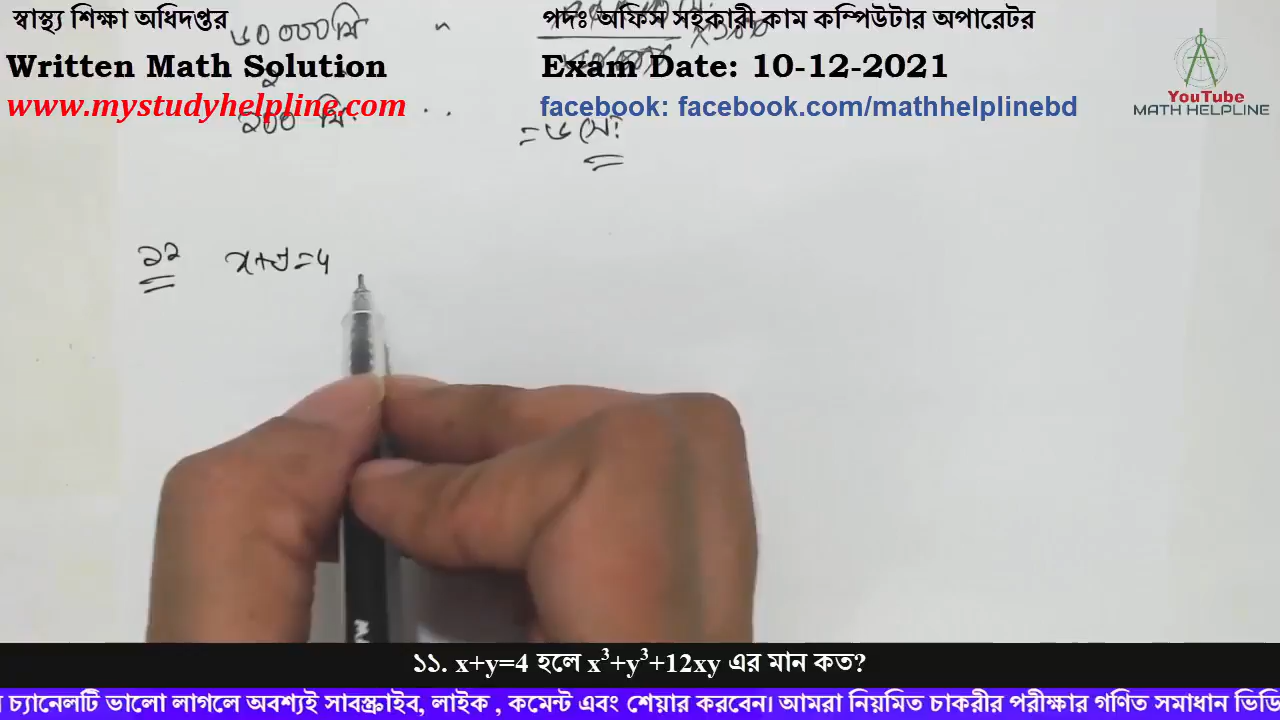 স্বাস্থ্য শিক্ষা অধিদপ্তর
পদঃ অফিস সহকারী কাম কম্পিউটার অপারেটর
Written Math Solution
Exam Date: 10-12-2021
www.mystudyhelpline.com
facebook: facebook.com/mathhelplinebd
YouTube
MATH HELPLINE
২০০ মি.
= ৬ সে:
১১
x+y=4
১১. x+y=4 হলে x³+y³+12xy এর মান কত?
চ্যানেলটি ভালো লাগলে অবশ্যই সাবস্ক্রাইব, লাইক , কমেন্ট এবং শেয়ার করবেন। আমরা নিয়মিত চাকরীর পরীক্ষার গণিত সমাধান ভিডি